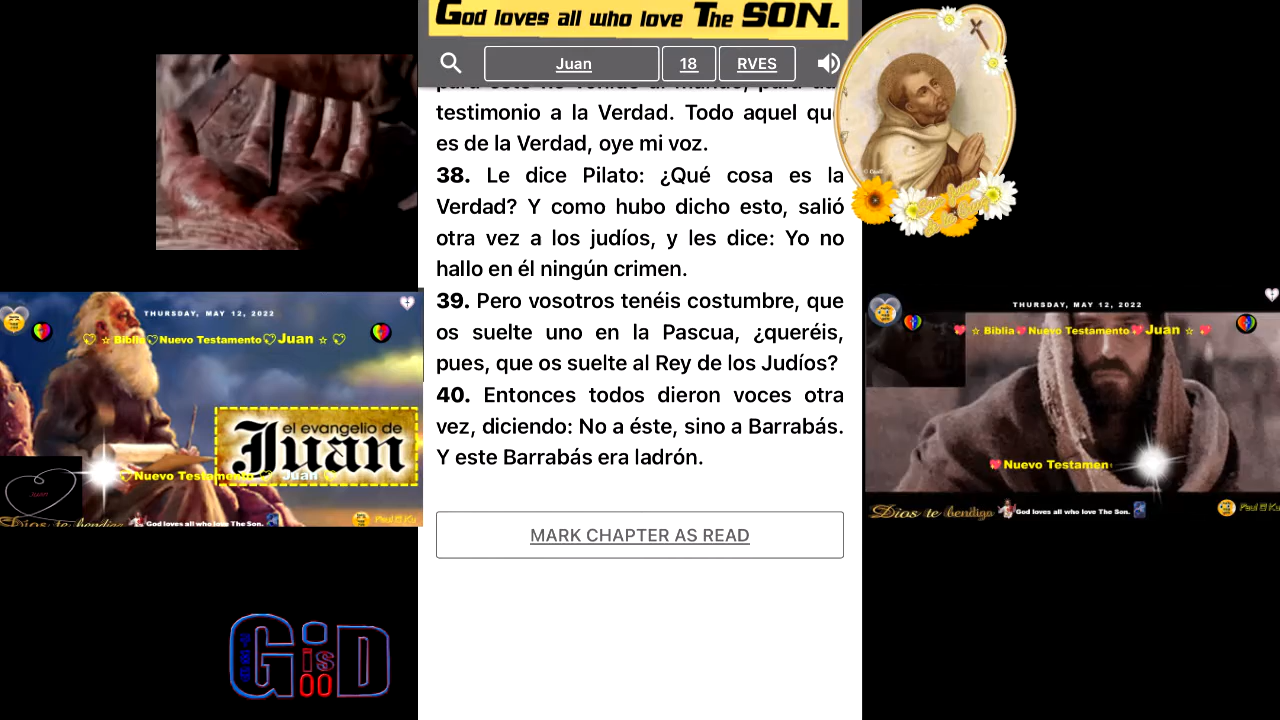 God loves all who love The SON.
Juan
18
RVES
testimonio a la Verdad. Todo aquel que
es de la Verdad, oye mi voz.
38. Le dice Pilato: ¿Qué cosa es la
Verdad? Y como hubo dicho esto, salió
otra vez a los judíos, y les dice: Yo no
hallo en él ningún crimen.
39. Pero vosotros tenéis costumbre, que
os suelte uno en la Pascua, ¿queréis,
pues, que os suelte al Rey de los Judíos?
40. Entonces todos dieron voces otra
vez, diciendo: No a éste, sino a Barrabás.
Y este Barrabás era ladrón.
MARK CHAPTER AS READ
THURSDAY, MAY 12, 2022
Biblia Nuevo Testamento Juan
el evangelio de
Juan
Nuevo Testamento Juan
Juan
Dios te bendiga
God loves all who love The Son.
THURSDAY, MAY 12, 2022
Biblia Nuevo Testamento Juan
Nuevo Testamen
Dios te bendiga
God loves all who love The Son.
GOD
is